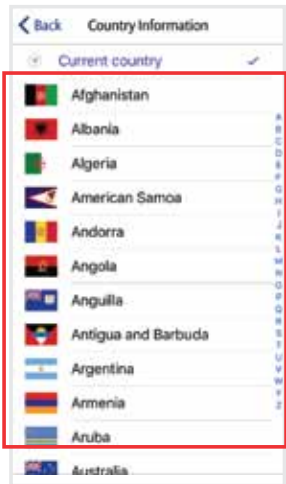 Back Country Information
Current country
Afghanistan
Albania
Algeria
American Samoa
Andorra
Angola
Anguilla
Antigua and Barbuda
Argentina
Armenia
Aruba
Australia
A
B
C
D
E
F
G
H
I
J
K
L
M
N
O
P
Q
R
S
T
U
V
W
Y
Z